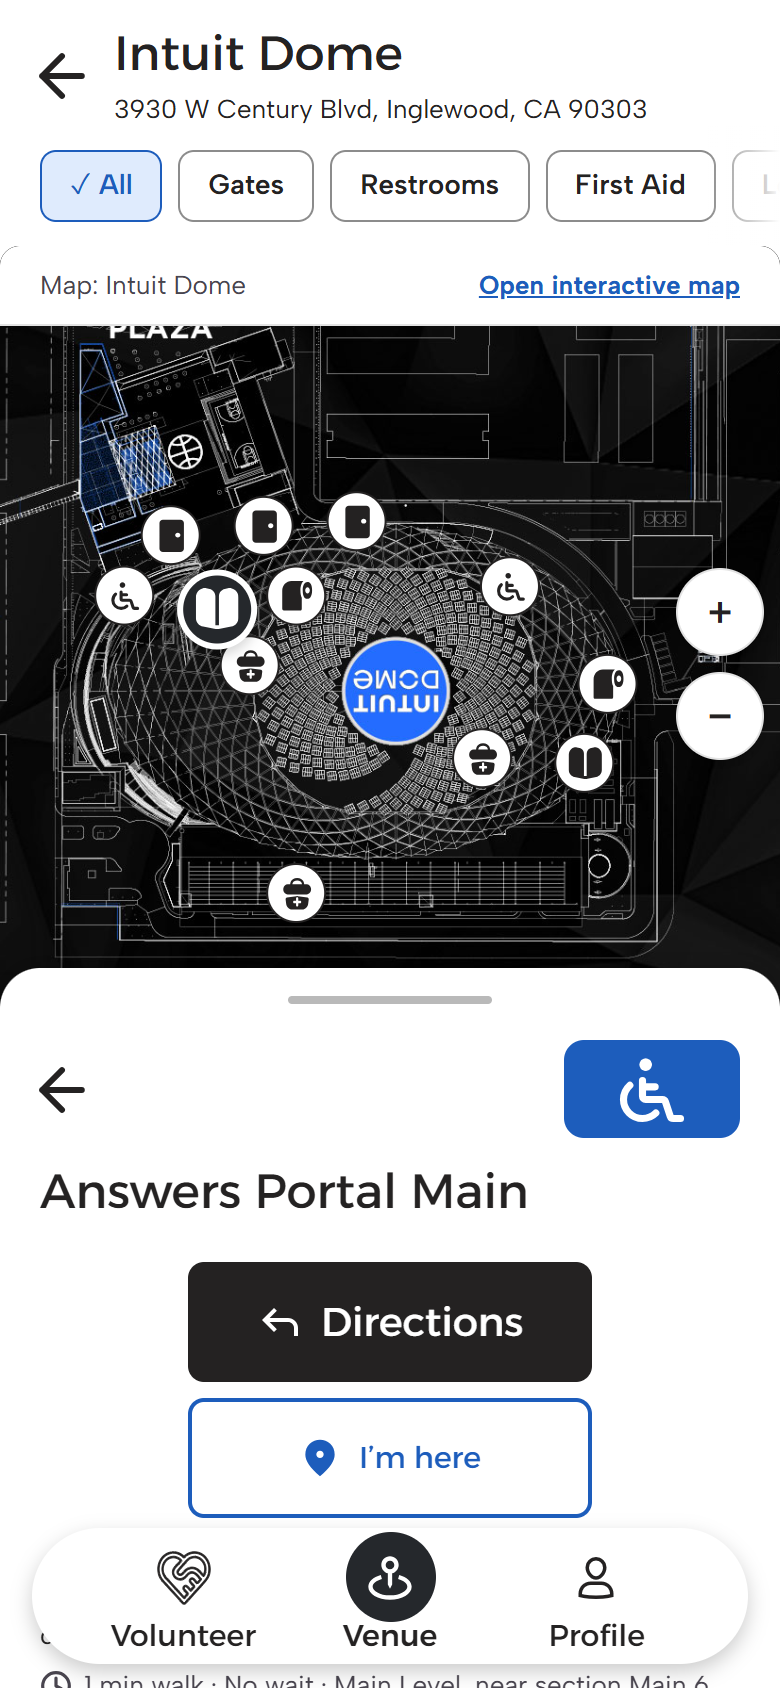 Intuit Dome
3930 W Century Blvd, Inglewood, CA 90303
✓ All
Gates
Restrooms
First Aid
Map: Intuit Dome
Open interactive map
PLAZA
INTUIT
DOME
+
−
Answers Portal Main
Directions
I’m here
Volunteer
Venue
Profile
1 min walk · No wait · Main Level, near section Main 6